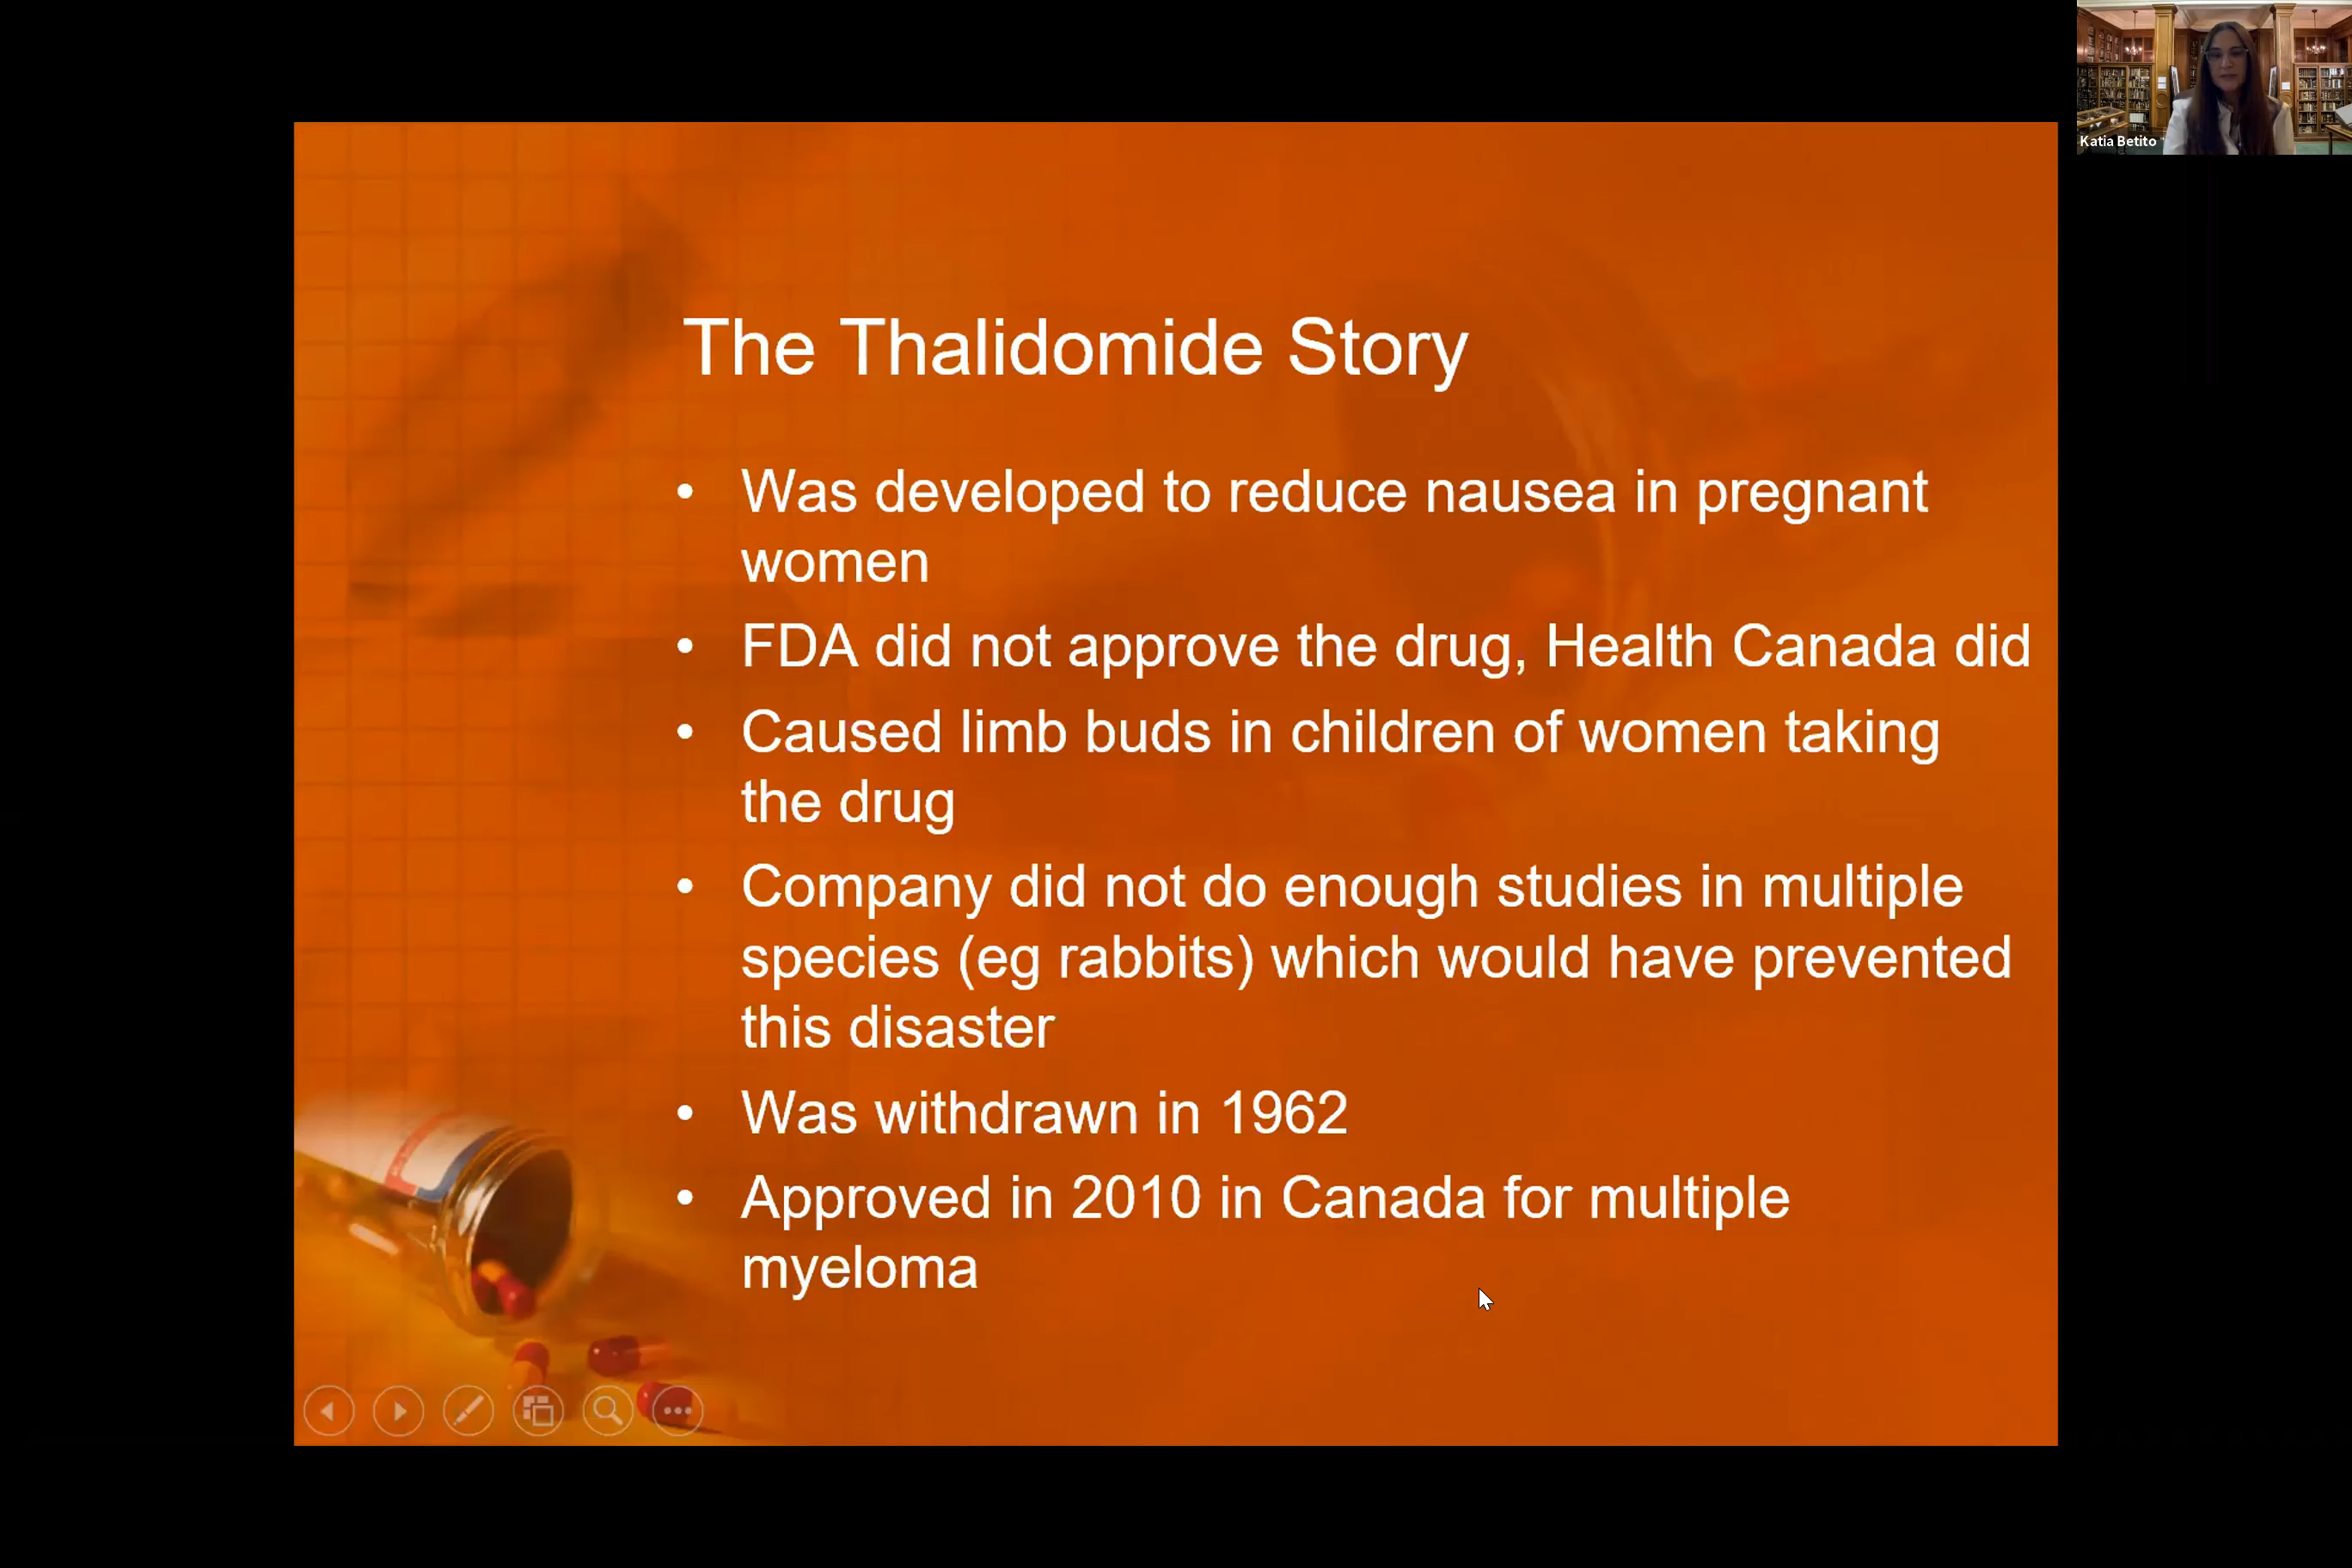 Katia Betito
The Thalidomide Story
• Was developed to reduce nausea in pregnant
women
• FDA did not approve the drug, Health Canada did
• Caused limb buds in children of women taking
the drug
• Company did not do enough studies in multiple
species (eg rabbits) which would have prevented
this disaster
• Was withdrawn in 1962
• Approved in 2010 in Canada for multiple
myeloma